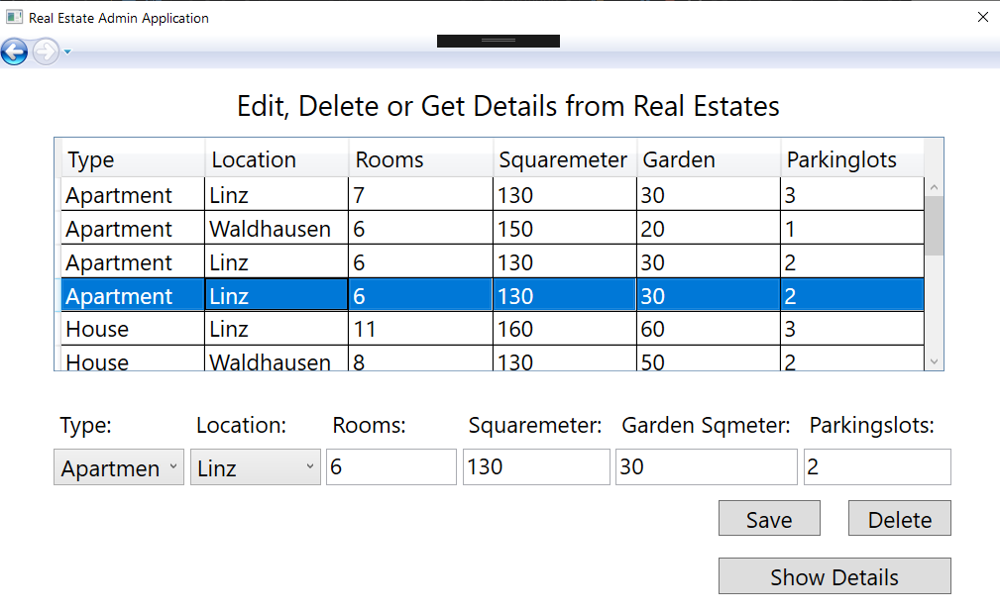 Real Estate Admin Application
Edit, Delete or Get Details from Real Estates
Type Location Rooms Squaremeter Garden Parkinglots
Apartment Linz 7 130 30 3
Apartment Waldhausen 6 150 20 1
Apartment Linz 6 130 30 2
Apartment Linz 6 130 30 2
House Linz 11 160 60 3
House Waldhausen 8 130 50 2
Type: Location: Rooms: Squaremeter: Garden Sqmeter: Parkingslots:
Apartmen Linz 6 130 30 2
Save Delete
Show Details